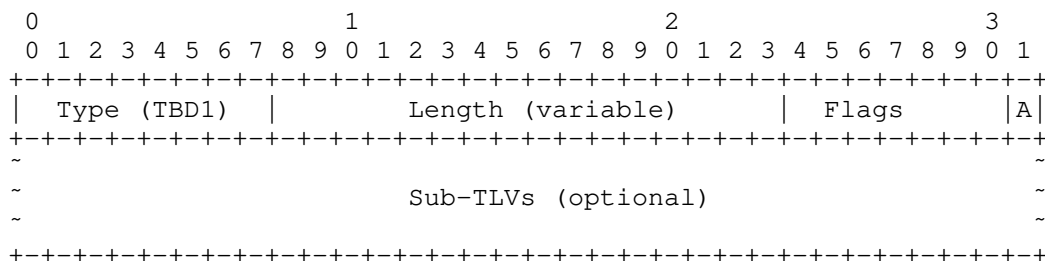 0                   1                   2                   3
 0 1 2 3 4 5 6 7 8 9 0 1 2 3 4 5 6 7 8 9 0 1 2 3 4 5 6 7 8 9 0 1
+-+-+-+-+-+-+-+-+-+-+-+-+-+-+-+-+-+-+-+-+-+-+-+-+-+-+-+-+-+-+-+-+
|  Type (TBD1)  |        Length (variable)      |  Flags      |A|
+-+-+-+-+-+-+-+-+-+-+-+-+-+-+-+-+-+-+-+-+-+-+-+-+-+-+-+-+-+-+-+-+
~                                                               ~
~                        Sub-TLVs (optional)                    ~
~                                                               ~
+-+-+-+-+-+-+-+-+-+-+-+-+-+-+-+-+-+-+-+-+-+-+-+-+-+-+-+-+-+-+-+-+